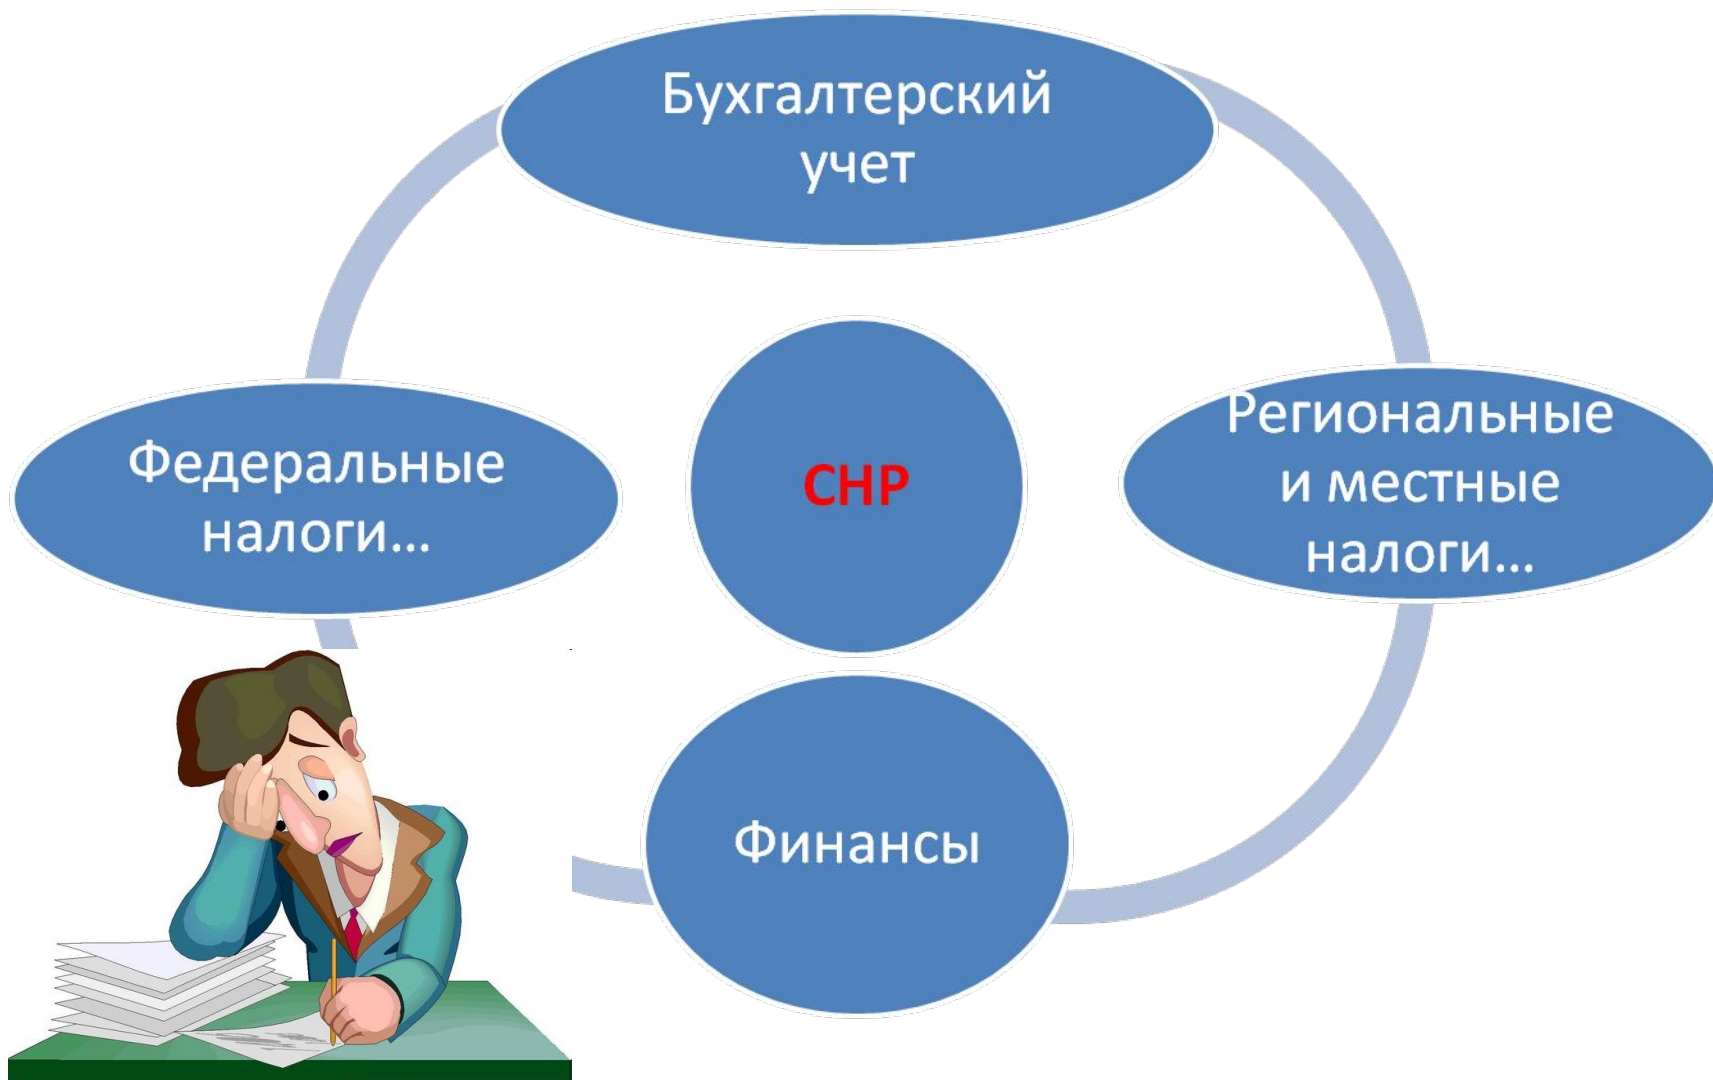 Бухгалтерский
учет
Федеральные
налоги...
СНР
Региональные
и местные
налоги...
Финансы